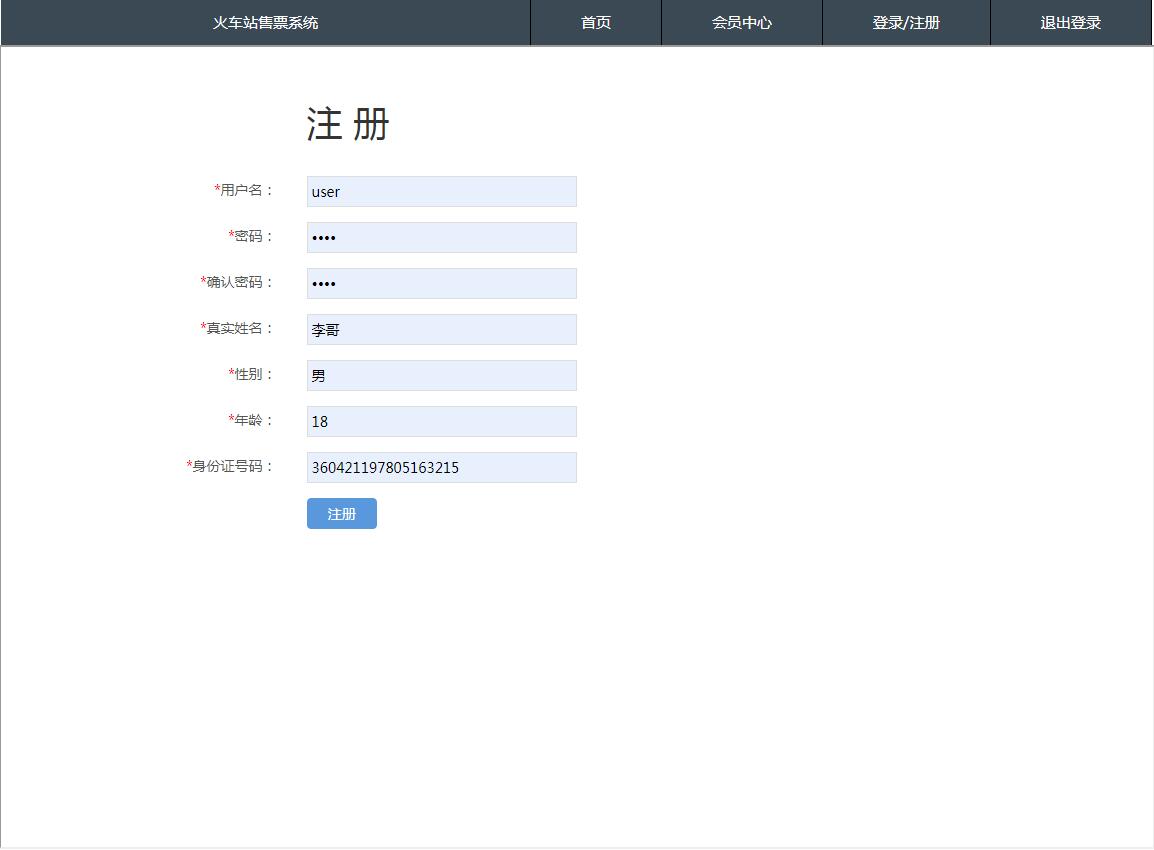 火车站售票系统 首页 会员中心 登录/注册 退出登录
注 册
*用户名： user
*密码： ••••
*确认密码： ••••
*真实姓名： 李哥
*性别： 男
*年龄： 18
*身份证号码： 360421197805163215
注册